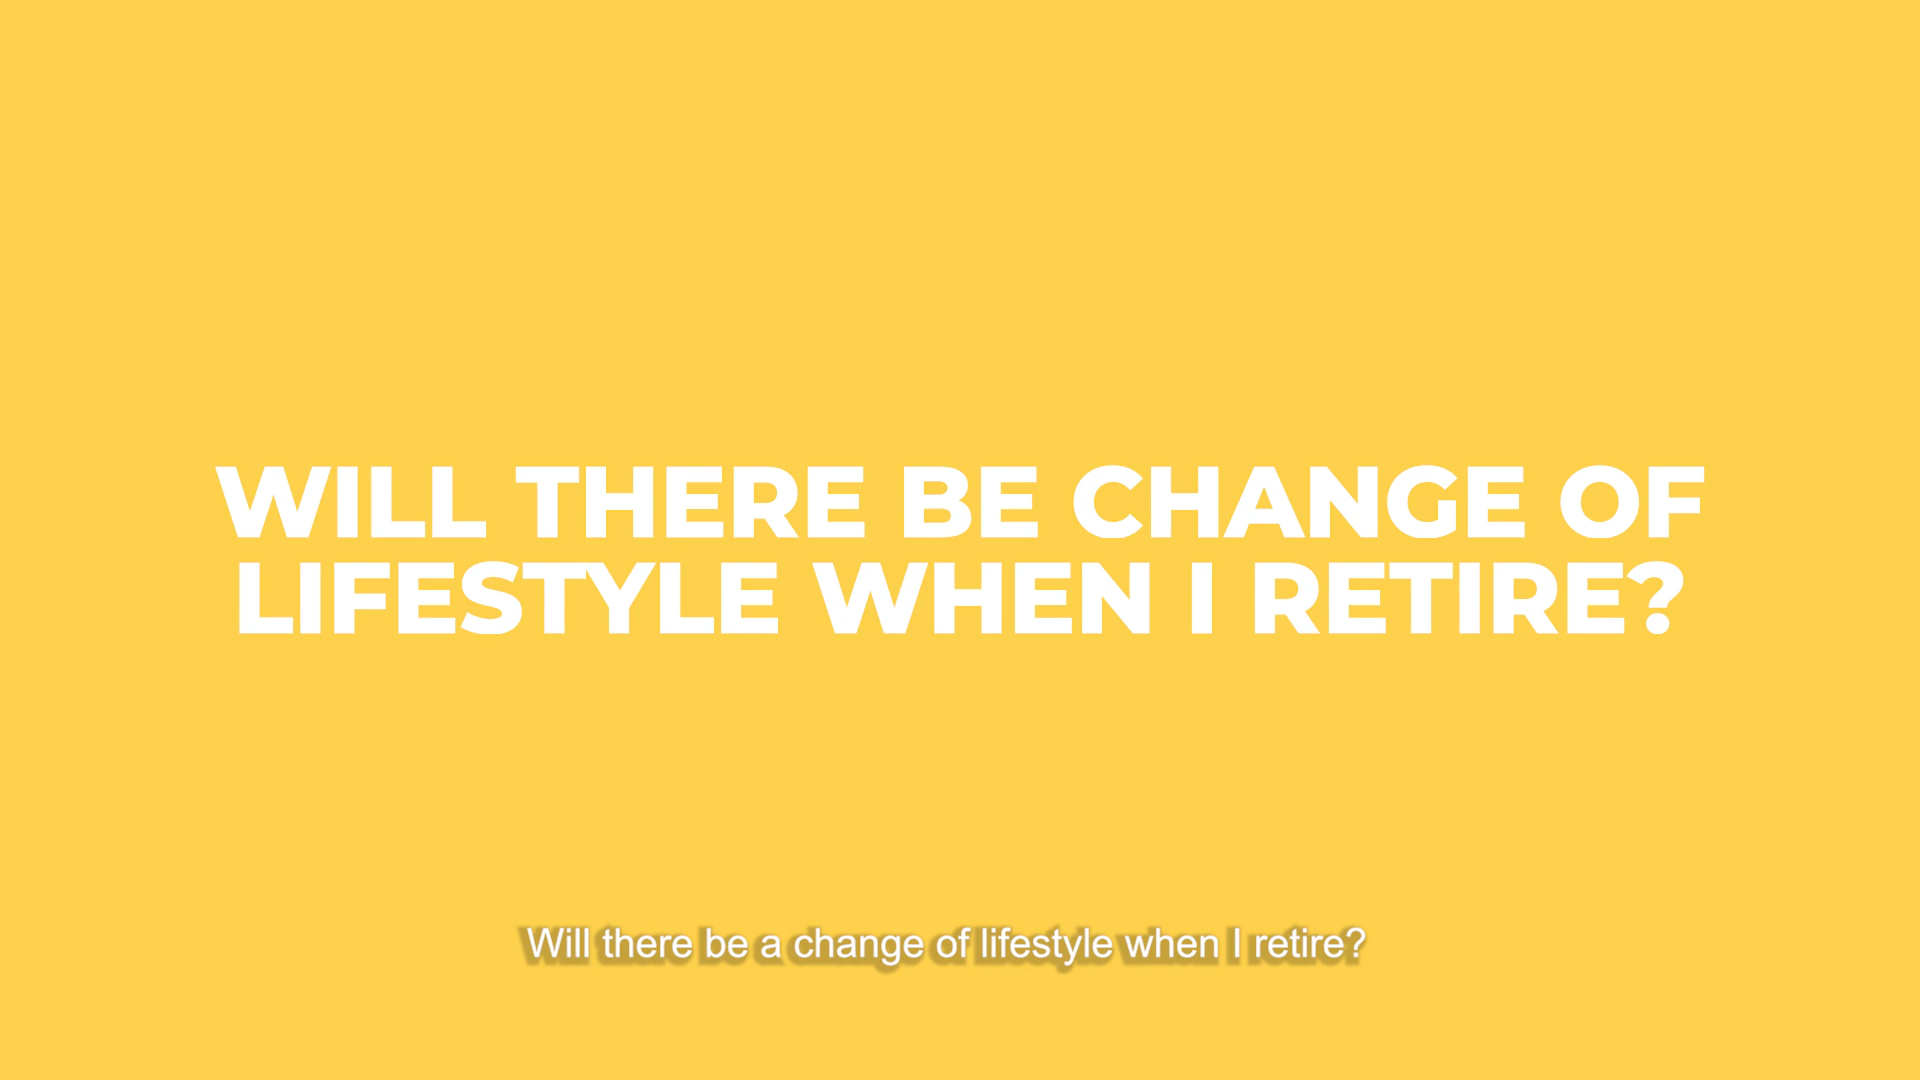 WILL THERE BE CHANGE OF
LIFESTYLE WHEN I RETIRE?
Will there be a change of lifestyle when I retire?